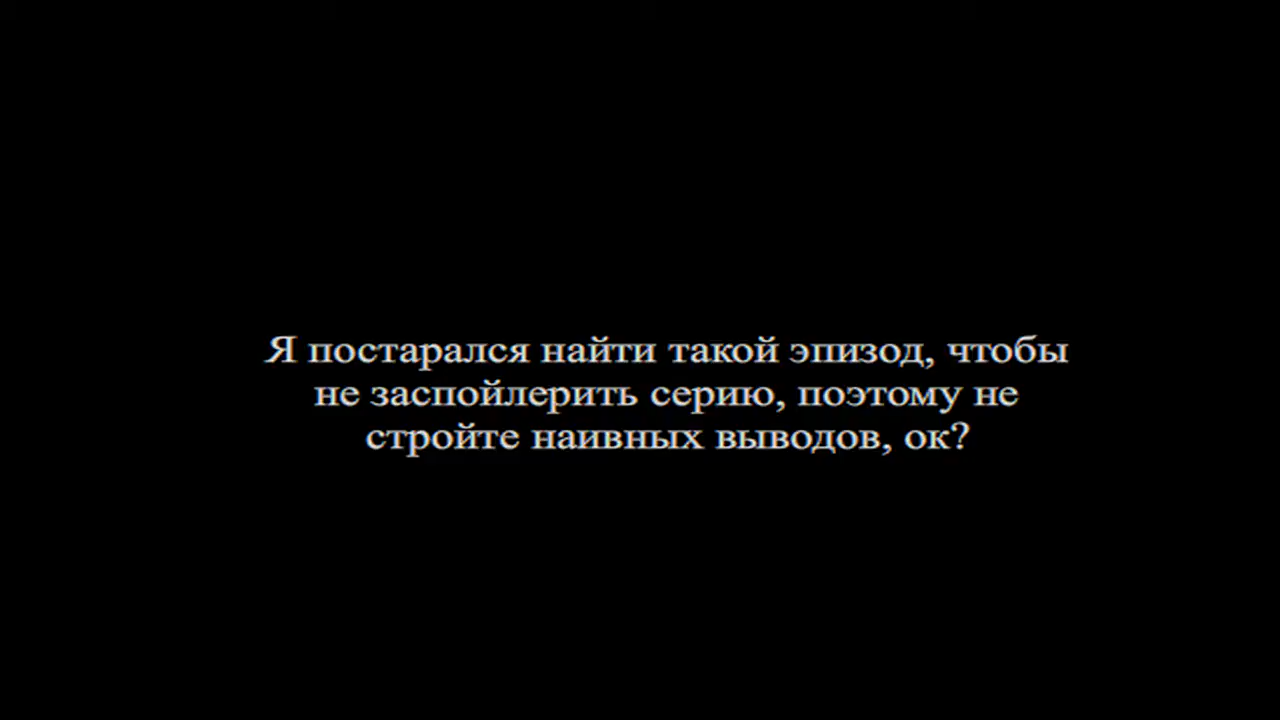 Я постарался найти такой эпизод, чтобы
не заспойлерить серию, поэтому не
стройте наивных выводов, ок?